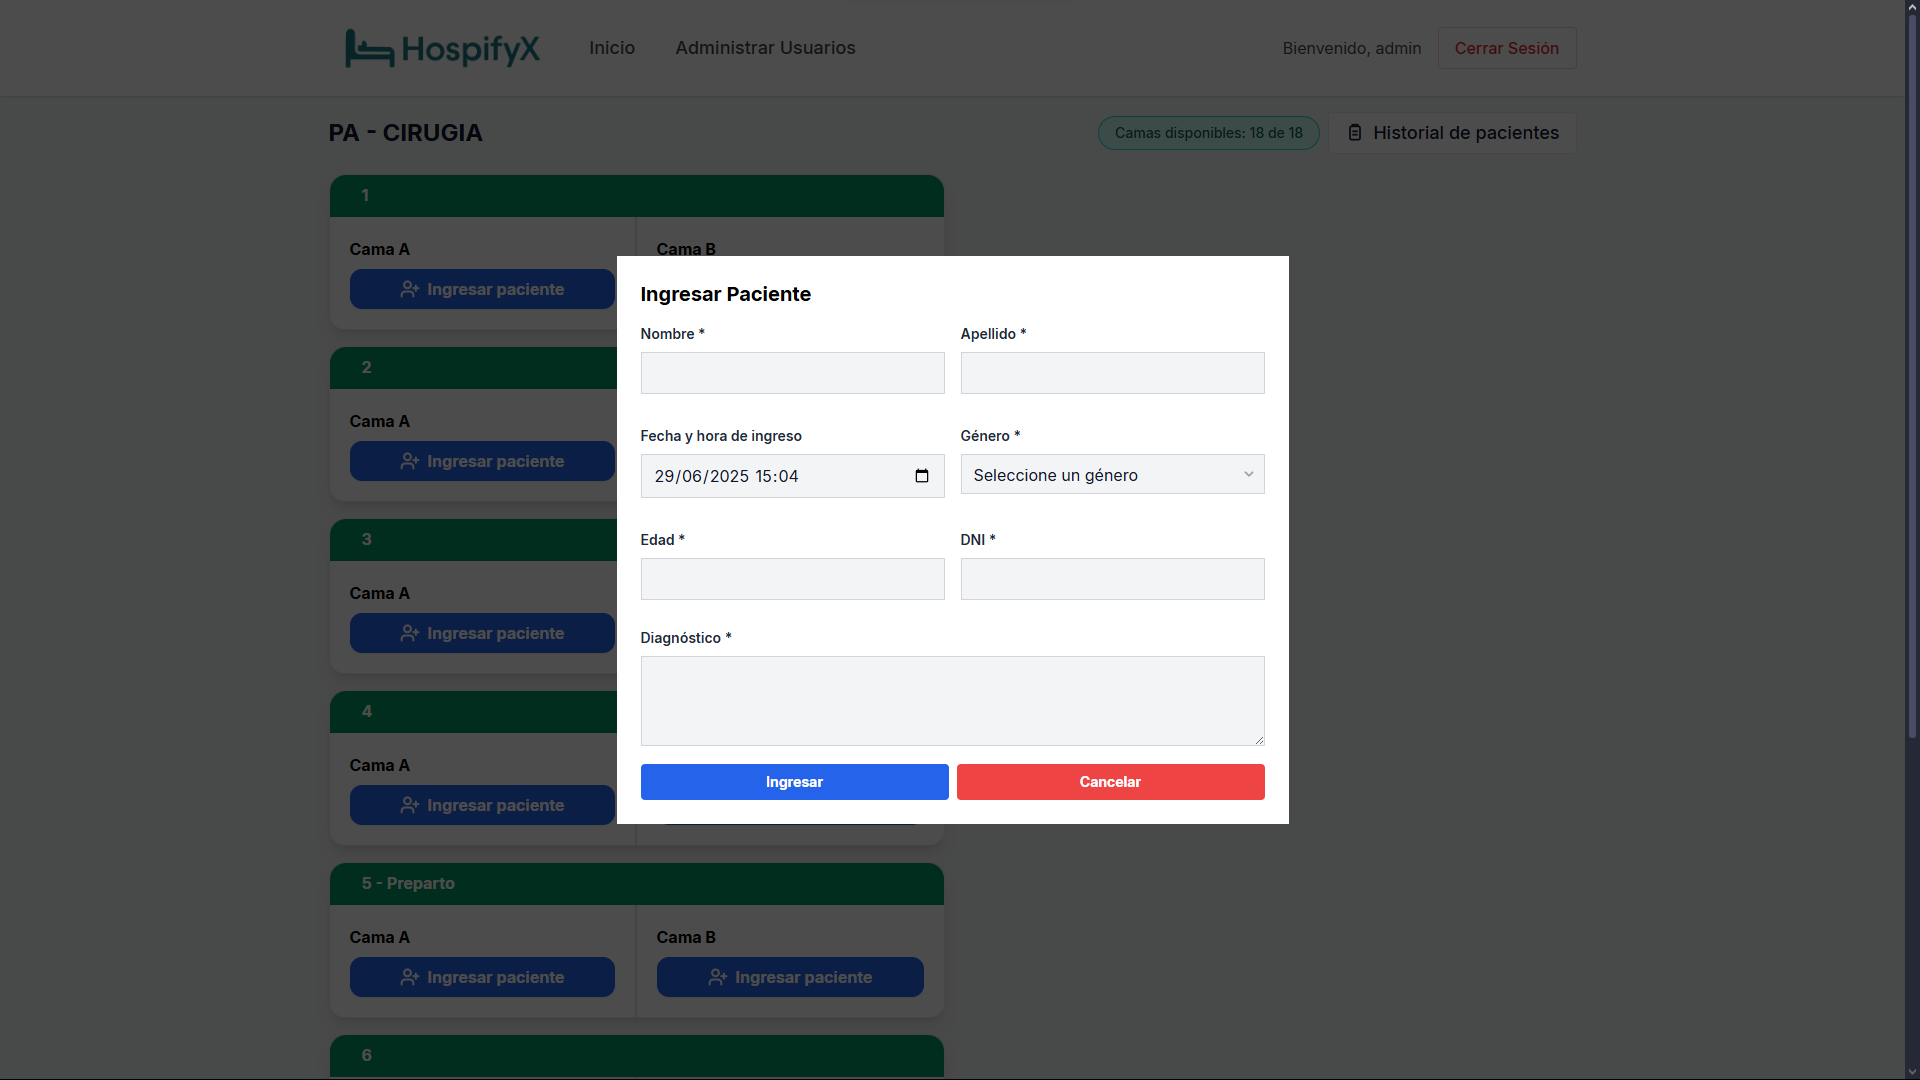 HospifyX
Inicio
Administrar Usuarios
Bienvenido, admin
Cerrar Sesión
PA - CIRUGIA
Camas disponibles: 18 de 18
Historial de pacientes
1
Cama A
Cama B
Ingresar paciente
2
Cama A
Ingresar paciente
3
Cama A
Ingresar paciente
4
Cama A
Ingresar paciente
5 - Preparto
Cama A
Cama B
Ingresar paciente
Ingresar paciente
6
Ingresar Paciente
Nombre *
Apellido *
Fecha y hora de ingreso
Género *
29/06/2025 15:04
Seleccione un género
Edad *
DNI *
Diagnóstico *
Ingresar
Cancelar